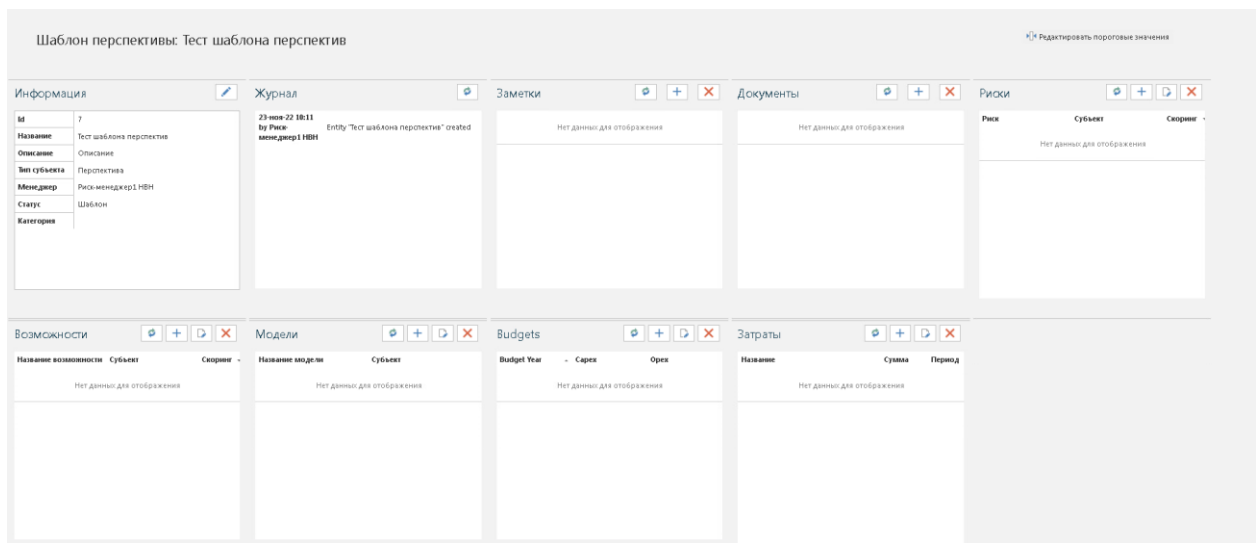 Шаблон перспективы: Тест шаблона перспектив
Редактировать пороговые значения
Информация
Id 7
Название Тест шаблона перспектив
Описание Описание
Тип субъекта Перспектива
Менеджер Риск-менеджер1 НВН
Статус Шаблон
Категория
Журнал
23-ноя-22 10:11
by Риск-
менеджер1 НВН
Entity "Тест шаблона перспектив" created
Заметки
Нет данных для отображения
Документы
Нет данных для отображения
Риски
Риск Субъект Скоринг
Нет данных для отображения
Возможности
Название возможности Субъект Скоринг
Нет данных для отображения
Модели
Название модели Субъект
Нет данных для отображения
Budgets
Budget Year Capex Opex
Нет данных для отображения
Затраты
Название Сумма Период
Нет данных для отображения